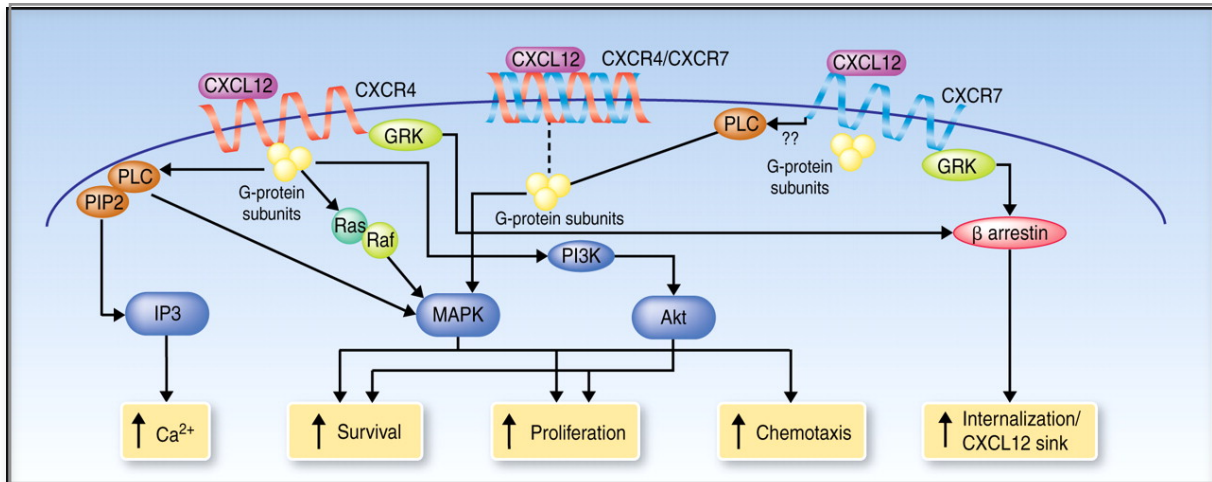 CXCL12
CXCR4
CXCL12
CXCR4/CXCR7
CXCL12
CXCR7
GRK
PLC
??
G-protein
subunits
GRK
PLC
PIP2
G-protein
subunits
G-protein subunits
Ras
Raf
PI3K
β arrestin
IP3
MAPK
Akt
Ca²⁺
Survival
Proliferation
Chemotaxis
Internalization/
CXCL12 sink